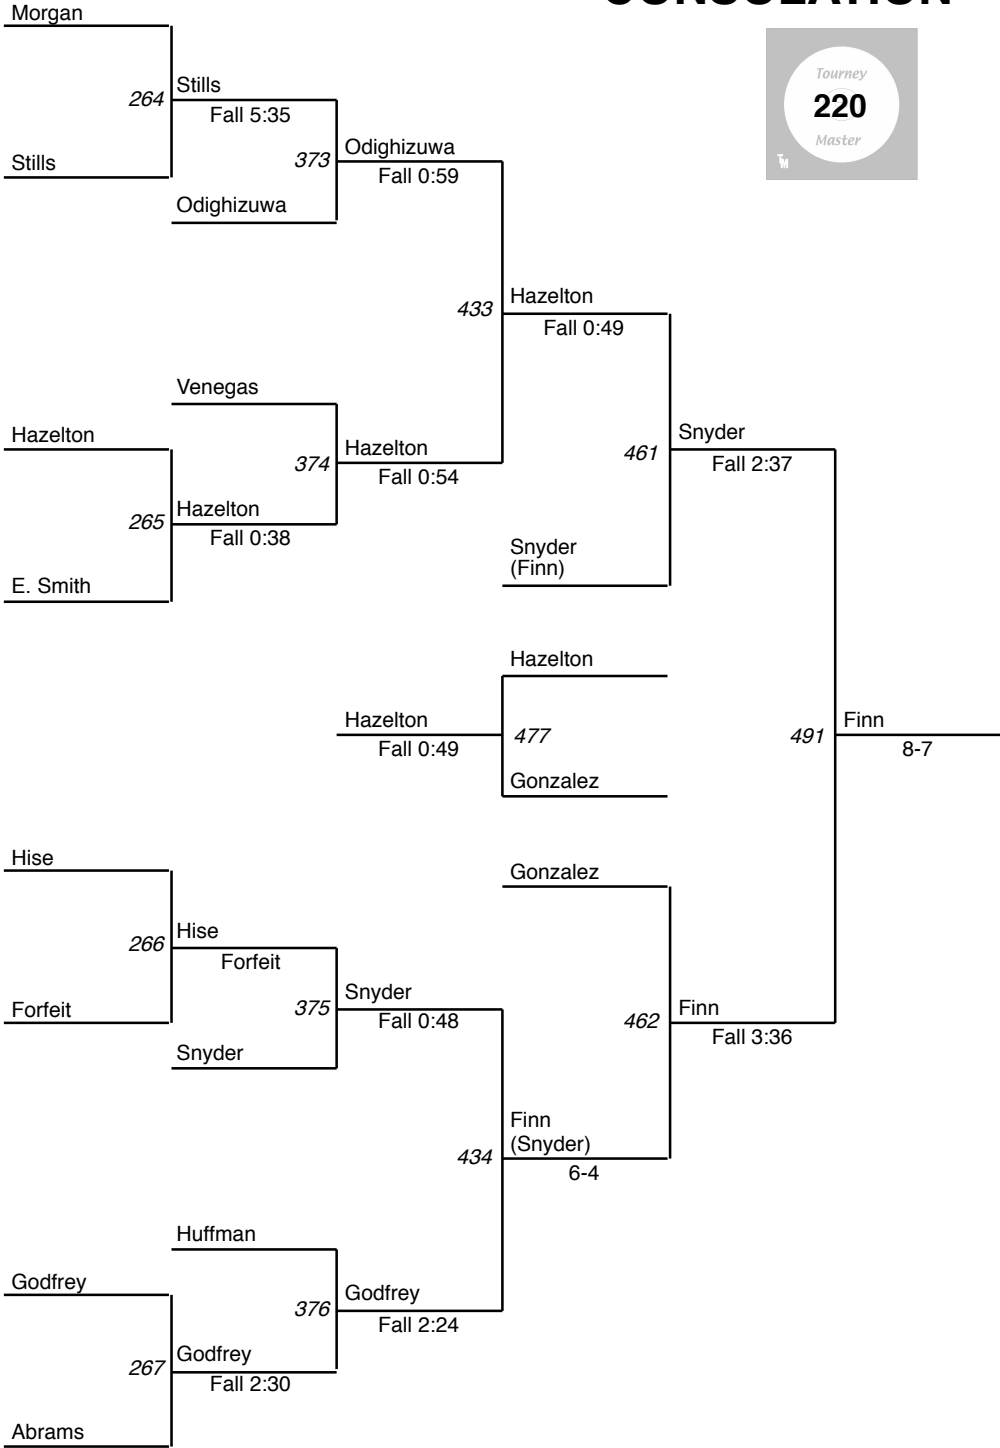 CONSOLATION
Morgan
Tourney
220
Master
TM
264
Stills
Fall 5:35
Stills
373
Odighizuwa
Fall 0:59
Odighizuwa
433
Hazelton
Fall 0:49
Venegas
Hazelton
374
Hazelton
Fall 0:54
461
Snyder
Fall 2:37
265
Hazelton
Fall 0:38
Snyder
(Finn)
E. Smith
Hazelton
Hazelton
Fall 0:49
477
491
Finn
8-7
Gonzalez
Hise
Gonzalez
266
Hise
Forfeit
Forfeit
375
Snyder
Fall 0:48
462
Finn
Fall 3:36
Snyder
434
Finn
(Snyder)
6-4
Huffman
Godfrey
376
Godfrey
Fall 2:24
267
Godfrey
Fall 2:30
Abrams